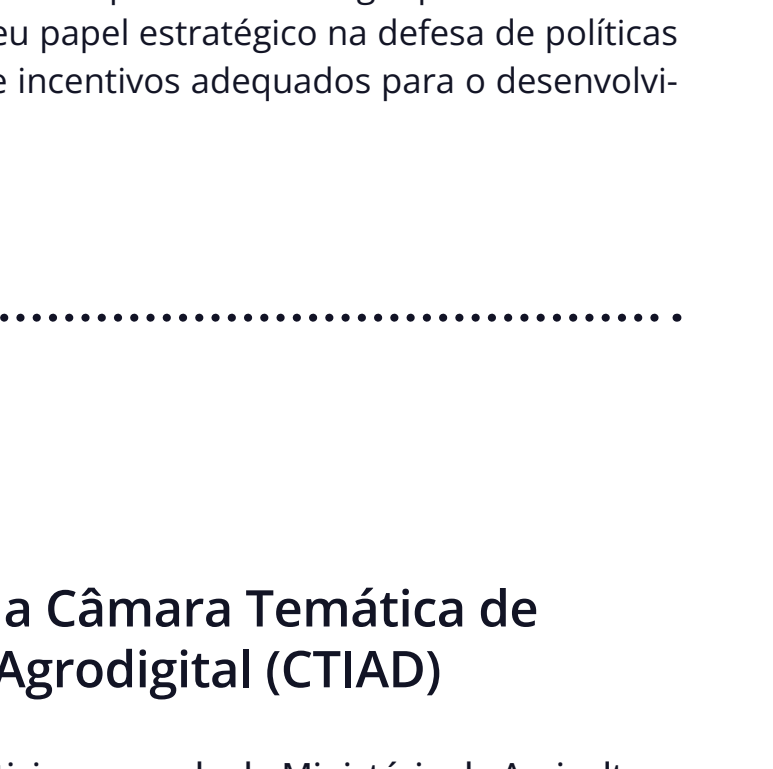 eu papel estratégico na defesa de políticas
e incentivos adequados para o desenvolvi-
a Câmara Temática de
Agrodigital (CTIAD)